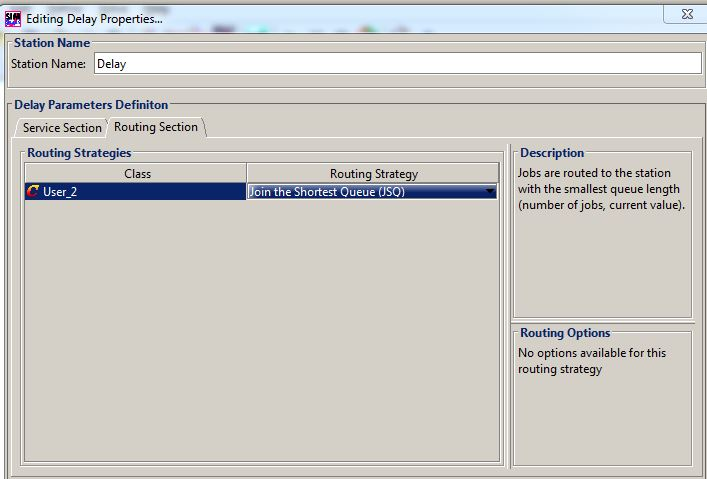 Editing Delay Properties...
Station Name
Station Name: Delay
Delay Parameters Definiton
Service Section Routing Section
Routing Strategies
Class Routing Strategy
User_2 Join the Shortest Queue (JSQ)
Description
Jobs are routed to the station
with the smallest queue length
(number of jobs, current value).
Routing Options
No options available for this
routing strategy